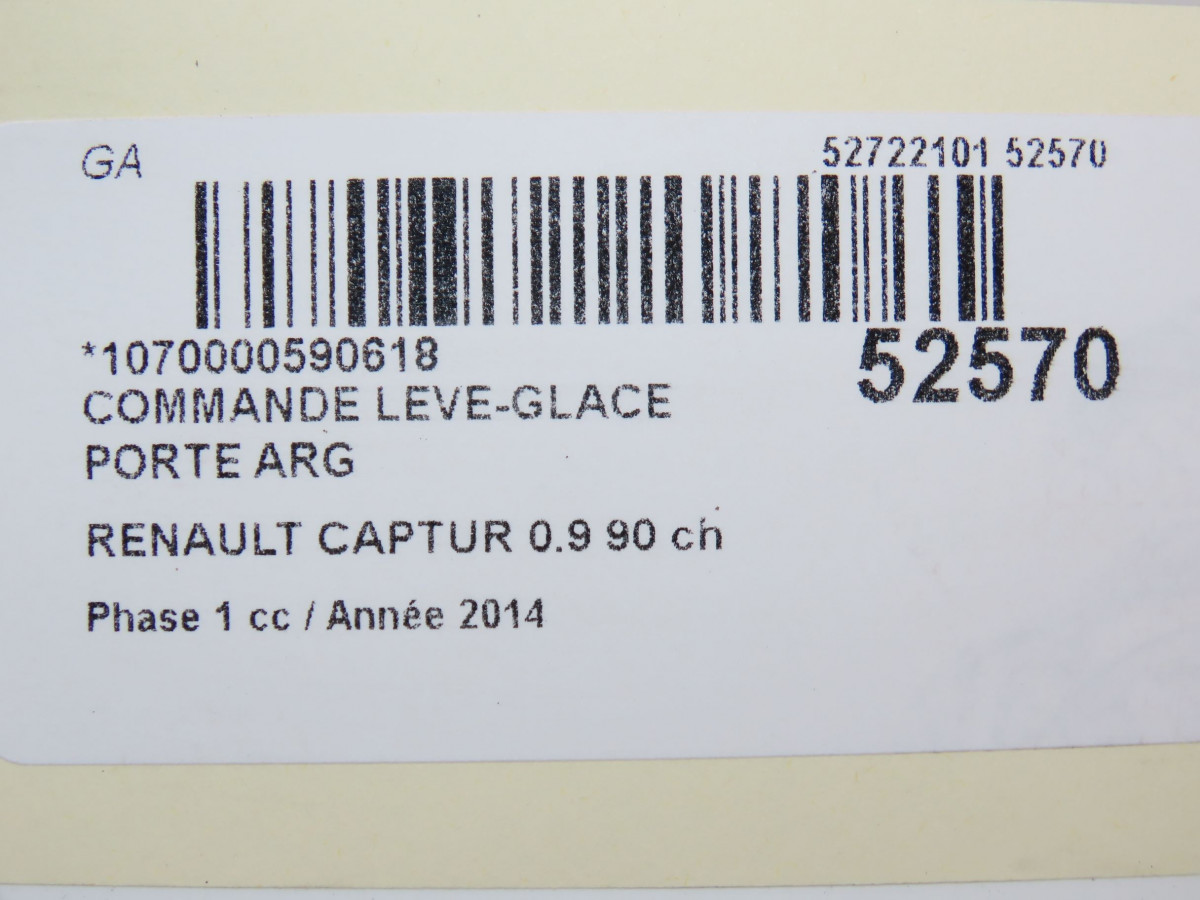 GA
52722101 52570
*1070000590618
52570
COMMANDE LEVE-GLACE
PORTE ARG
RENAULT CAPTUR 0.9 90 ch
Phase 1 cc / Année 2014